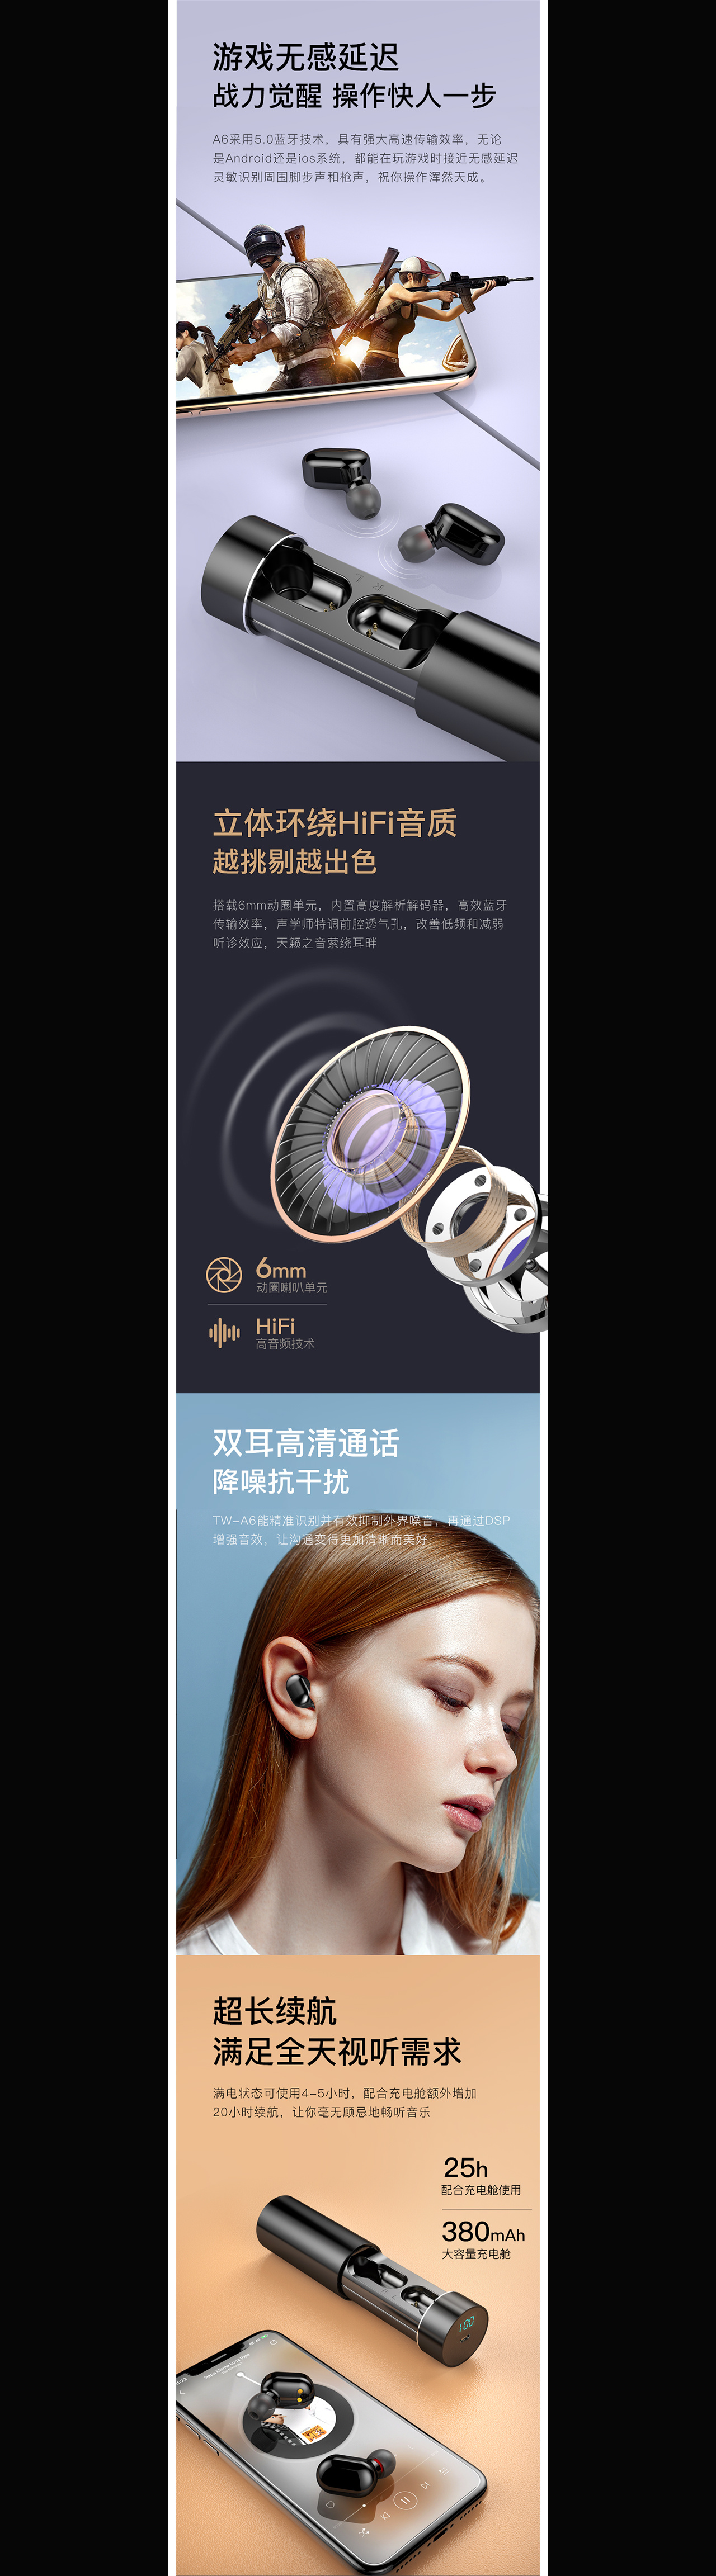 游戏无感延迟
战力觉醒 操作快人一步
A6采用5.0蓝牙技术，具有强大高速传输效率，无论
是Android还是ios系统，都能在玩游戏时接近无感延迟
灵敏识别周围脚步声和枪声，祝你操作浑然天成。
立体环绕HiFi音质
越挑剔越出色
搭载6mm动圈单元，内置高度解析解码器，高效蓝牙
传输效率，声学师特调前腔透气孔，改善低频和减弱
听诊效应，天籁之音萦绕耳畔
6mm
动圈喇叭单元
HiFi
高音频技术
双耳高清通话
降噪抗干扰
TW-A6能精准识别并有效抑制外界噪音，再通过DSP
增强音效，让沟通变得更加清晰而美好
超长续航
满足全天视听需求
满电状态可使用4-5小时，配合充电舱额外增加
20小时续航，让你毫无顾忌地畅听音乐
25h
配合充电舱使用
380mAh
大容量充电舱
100